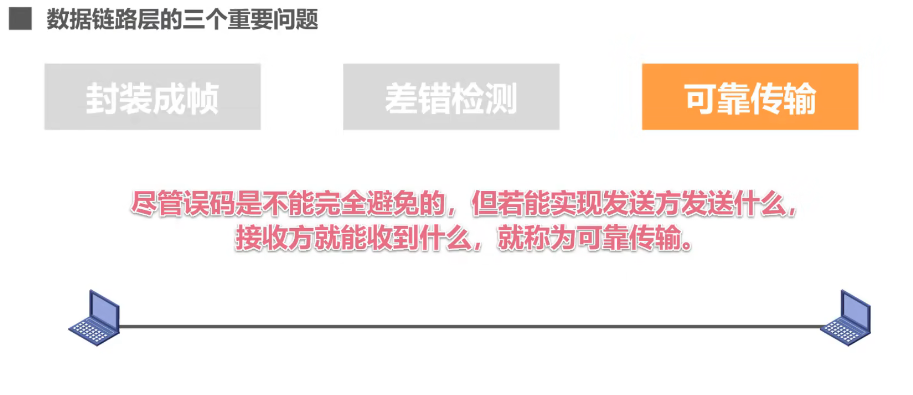 数据链路层的三个重要问题
封装成帧
差错检测
可靠传输
尽管误码是不能完全避免的，但若能实现发送方发送什么，
接收方就能收到什么，就称为可靠传输。